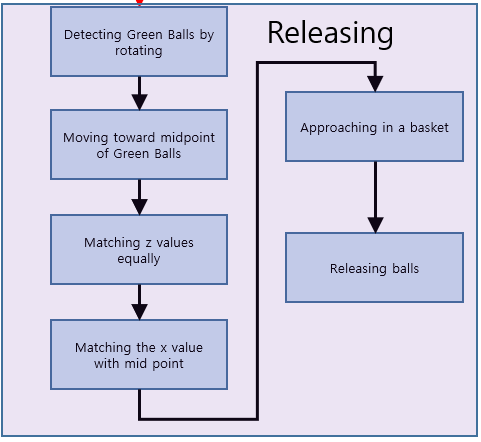 Releasing
Detecting Green Balls by
rotating
Moving toward midpoint
of Green Balls
Matching z values
equally
Matching the x value
with mid point
Approaching in a basket
Releasing balls